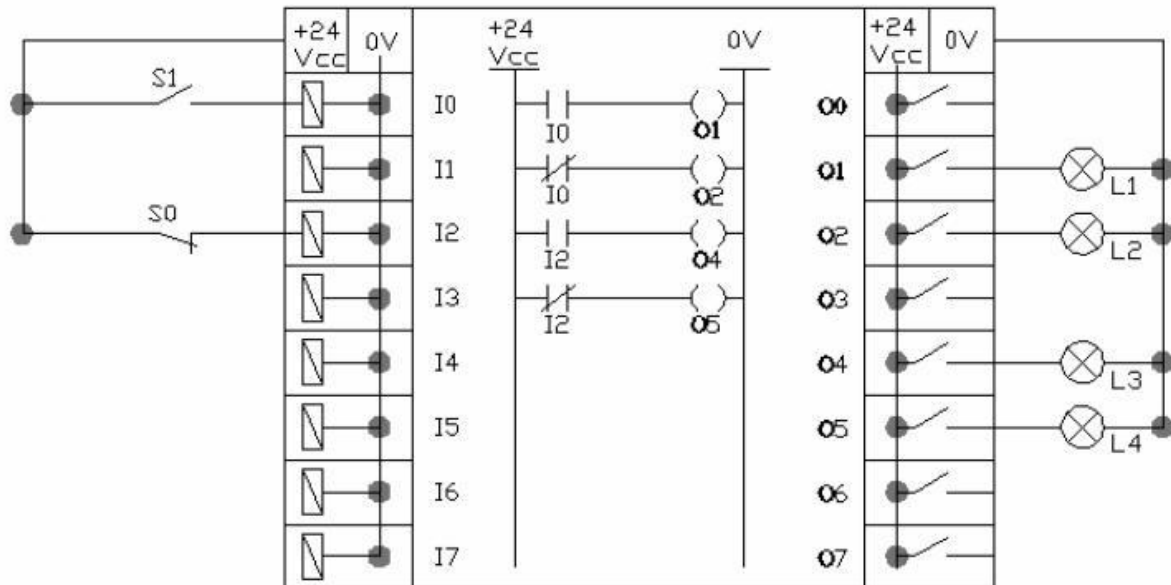 +24 Vcc 0V
+24 Vcc 0V
+24 Vcc 0V
S1
I0
I0
O1
O0
I1
I0
O2
O1
L1
S0
I2
I2
O4
O2
L2
I3
I2
O5
O3
I4
O4
L3
I5
O5
L4
I6
O6
I7
O7